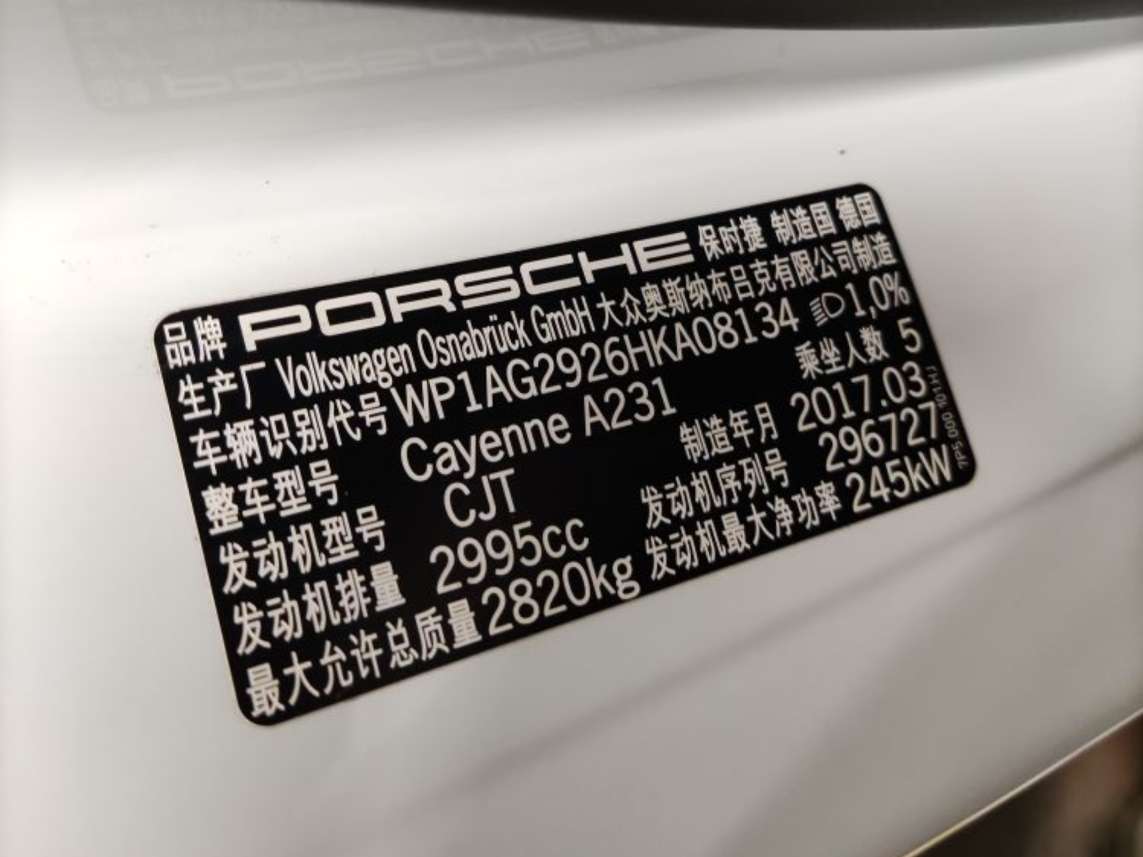 品牌 PORSCHE 保时捷 制造国 德国
生产厂 Volkswagen Osnabrück GmbH 大众奥斯纳布吕克有限公司制造
车辆识别代号 WP1AG2926HKA08134 1,0%
整车型号 Cayenne A231 乘坐人数 5
发动机型号 CJT 制造年月 2017.03
发动机排量 2995cc 发动机序列号 296727
最大允许总质量 2820kg 发动机最大净功率 245kW